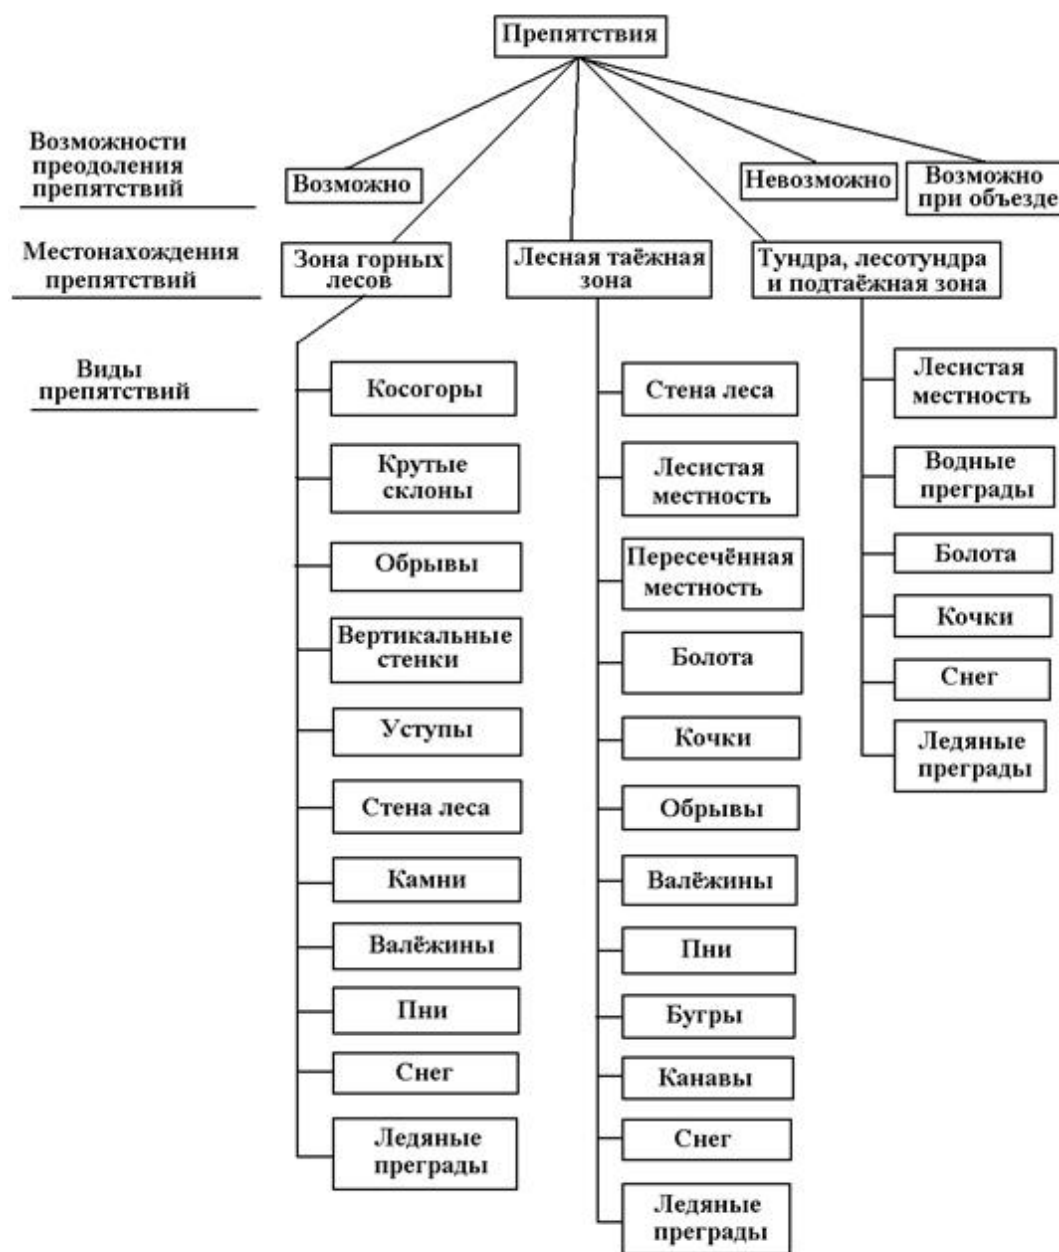 Препятствия
Возможности
преодоления
препятствий
Возможно
Невозможно
Возможно
при объезде
Местонахождения
препятствий
Зона горных
лесов
Лесная таёжная
зона
Тундра, лесотундра
и подтаёжная зона
Виды
препятствий
Косогоры
Крутые
склоны
Обрывы
Вертикальные
стенки
Уступы
Стена леса
Камни
Валёжины
Пни
Снег
Ледяные
преграды
Стена леса
Лесистая
местность
Пересечённая
местность
Болота
Кочки
Обрывы
Валёжины
Пни
Бугры
Канавы
Снег
Ледяные
преграды
Лесистая
местность
Водные
преграды
Болота
Кочки
Снег
Ледяные
преграды